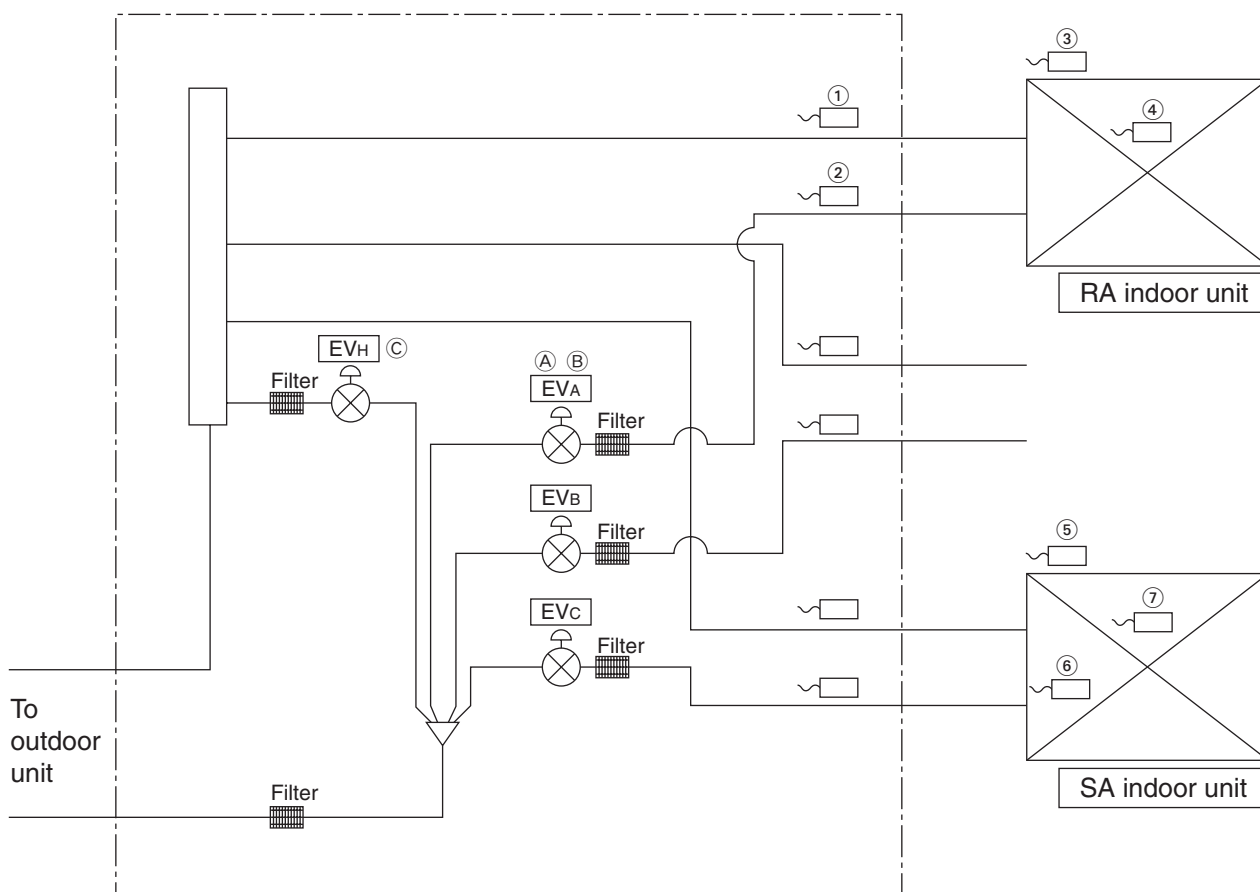 ③
①
④
②
RA indoor unit
EVH Ⓒ
Filter
Ⓐ Ⓑ
EVA
Filter
EVB
Filter
⑤
EVC
⑦
Filter
⑥
To
outdoor
unit
SA indoor unit
Filter